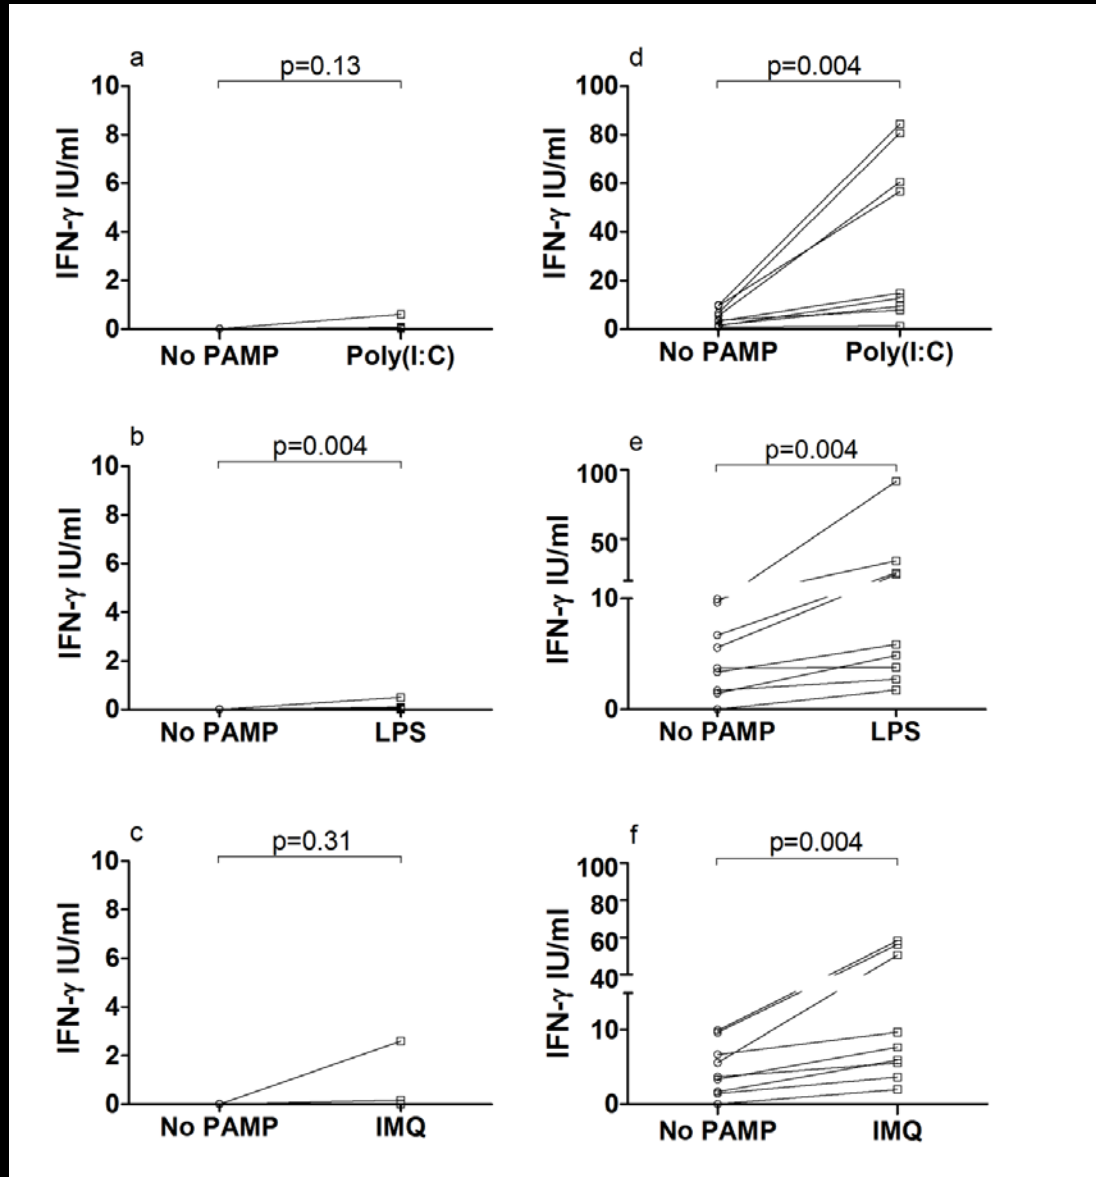 a
p=0.13
10
8
6
4
2
0
IFN-γ IU/ml
No PAMP Poly(I:C)
d
p=0.004
100
80
60
40
20
0
IFN-γ IU/ml
No PAMP Poly(I:C)
b
p=0.004
10
8
6
4
2
0
IFN-γ IU/ml
No PAMP LPS
e
p=0.004
100
50
10
0
IFN-γ IU/ml
No PAMP LPS
c
p=0.31
10
8
6
4
2
0
IFN-γ IU/ml
No PAMP IMQ
f
p=0.004
100
80
60
40
10
0
IFN-γ IU/ml
No PAMP IMQ